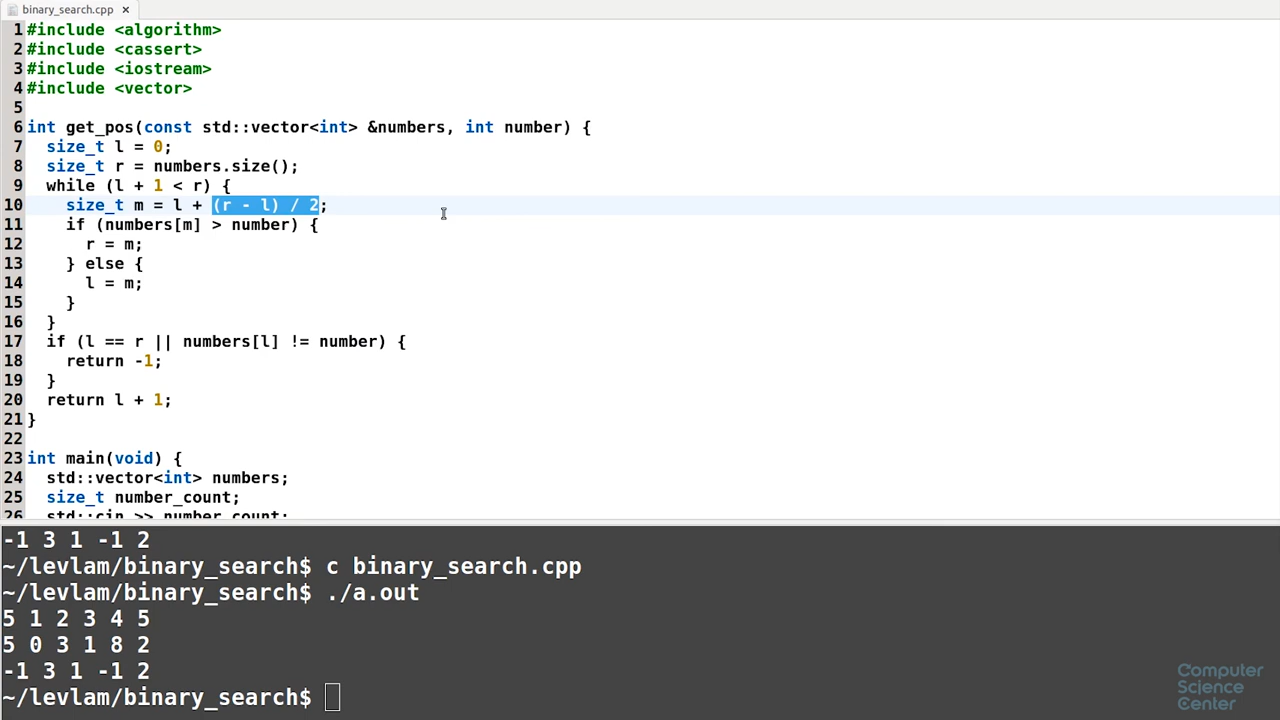 binary_search.cpp ×
1 #include <algorithm>
2 #include <cassert>
3 #include <iostream>
4 #include <vector>
5
6 int get_pos(const std::vector<int> &numbers, int number) {
7   size_t l = 0;
8   size_t r = numbers.size();
9   while (l + 1 < r) {
10     size_t m = l + (r - l) / 2;
11     if (numbers[m] > number) {
12       r = m;
13     } else {
14       l = m;
15     }
16   }
17   if (l == r || numbers[l] != number) {
18     return -1;
19   }
20   return l + 1;
21 }
22
23 int main(void) {
24   std::vector<int> numbers;
25   size_t number_count;
26   std::cin >> number_count;
-1 3 1 -1 2
~/levlam/binary_search$ c binary_search.cpp
~/levlam/binary_search$ ./a.out
5 1 2 3 4 5
5 0 3 1 8 2
-1 3 1 -1 2
~/levlam/binary_search$
Computer
Science
Center